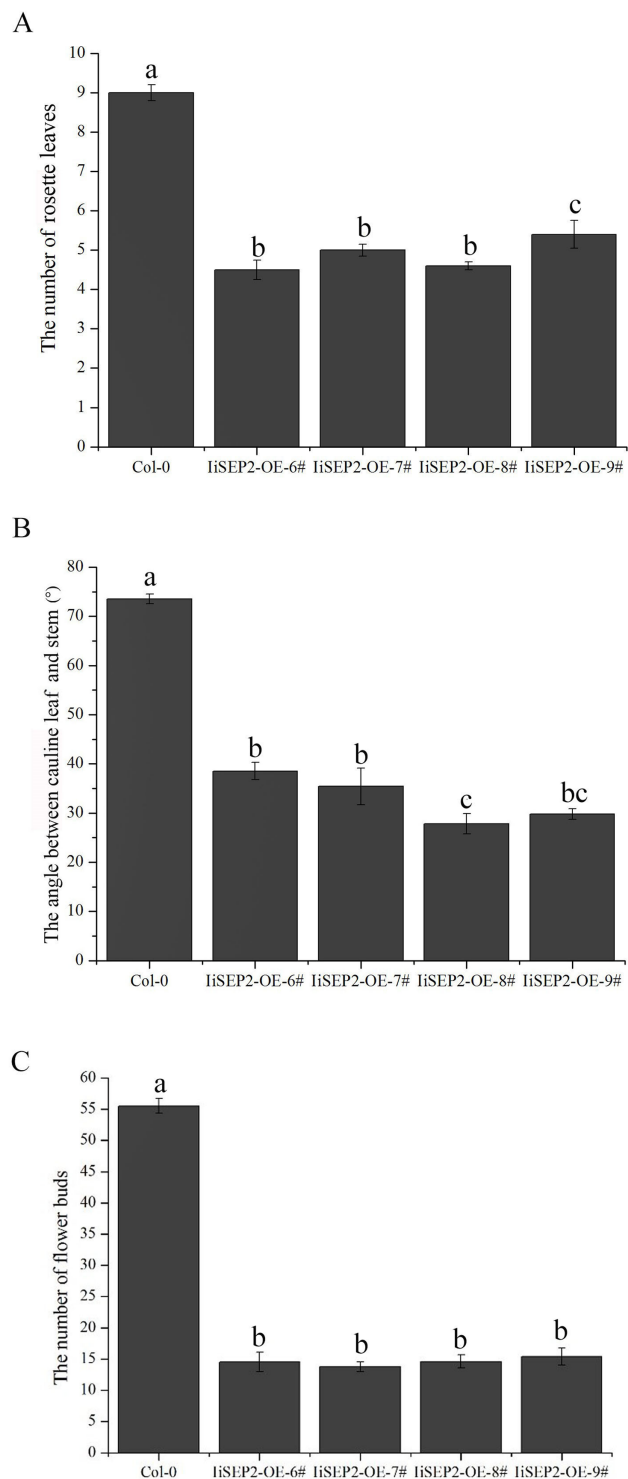 A
The number of rosette leaves
10
9
8
7
6
5
4
3
2
1
0
a
b
b
b
c
Col-0 IiSEP2-OE-6# IiSEP2-OE-7# IiSEP2-OE-8# IiSEP2-OE-9#
B
The angle between cauline leaf and stem (°)
80
70
60
50
40
30
20
10
0
a
b
b
c
bc
Col-0 IiSEP2-OE-6# IiSEP2-OE-7# IiSEP2-OE-8# IiSEP2-OE-9#
C
The number of flower buds
60
55
50
45
40
35
30
25
20
15
10
5
0
a
b
b
b
b
Col-0 IiSEP2-OE-6# IiSEP2-OE-7# IiSEP2-OE-8# IiSEP2-OE-9#